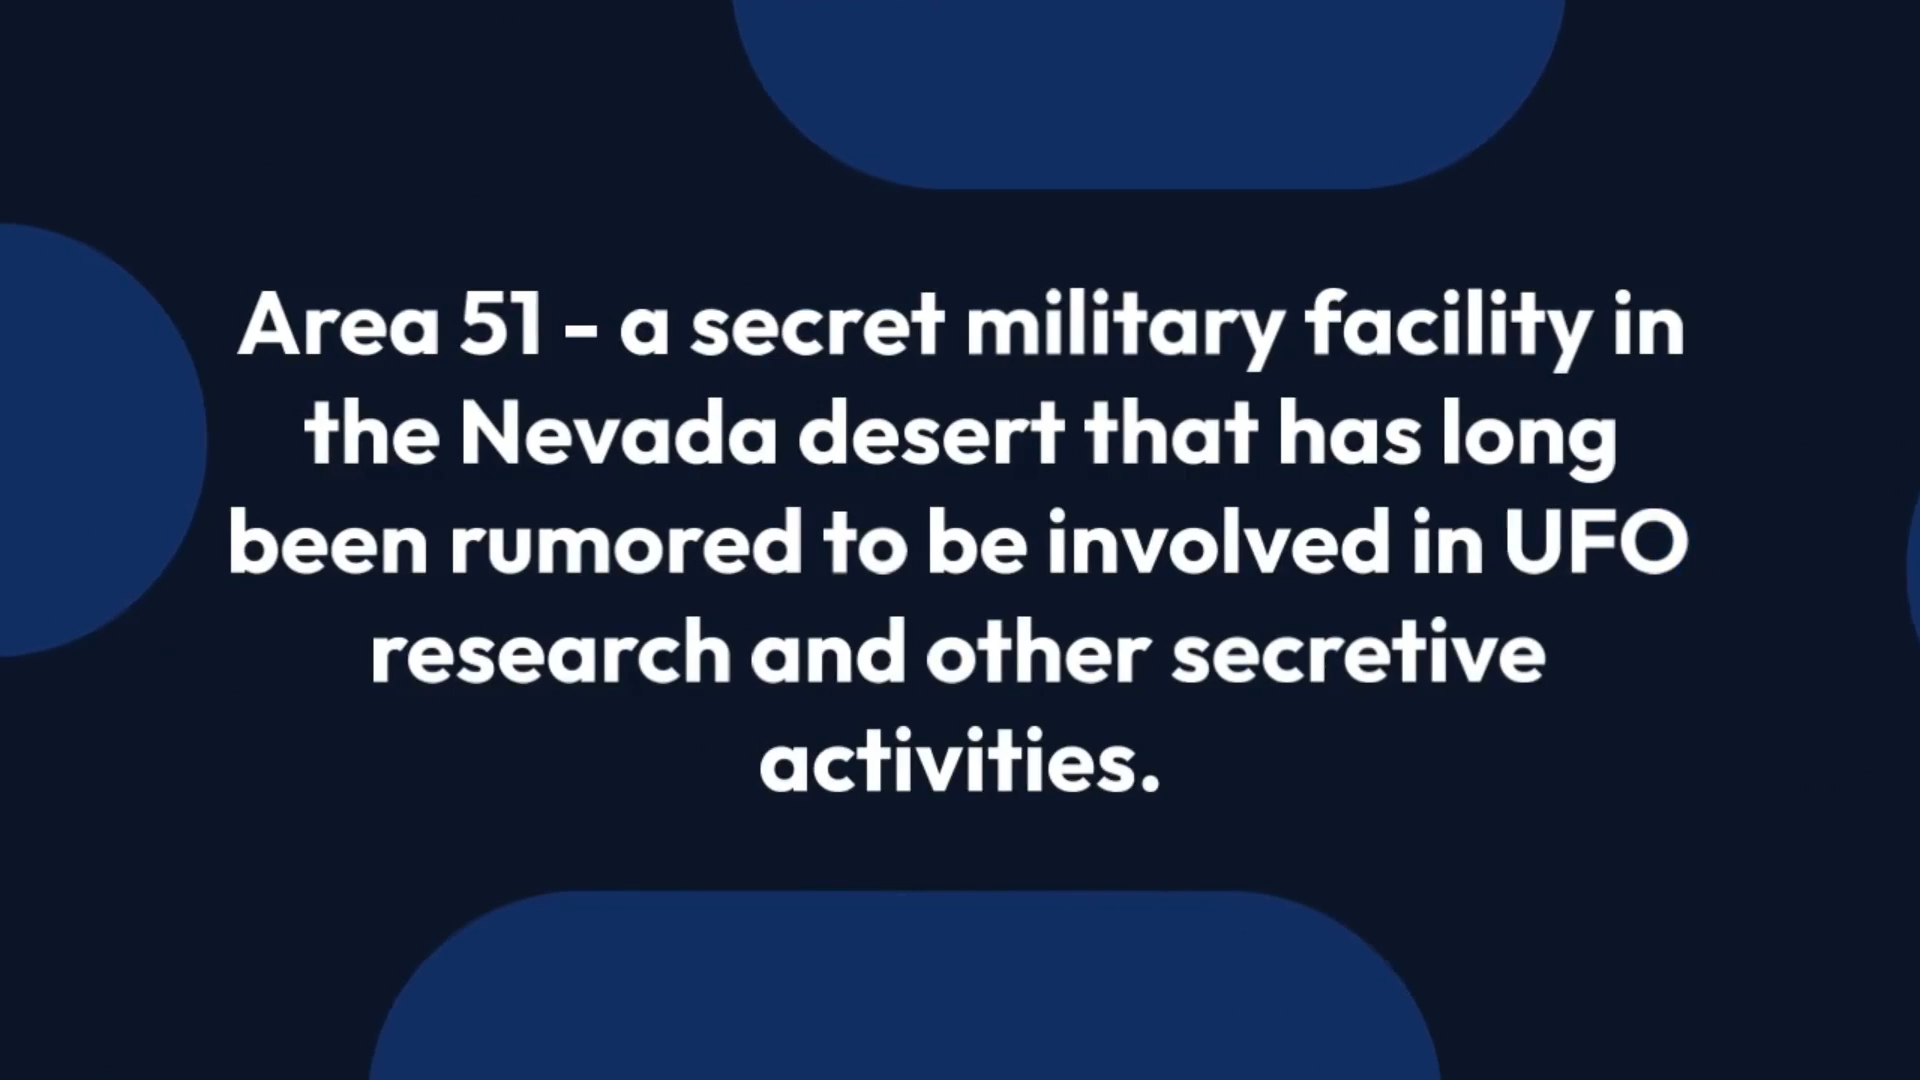 Area 51 - a secret military facility in
the Nevada desert that has long
been rumored to be involved in UFO
research and other secretive
activities.